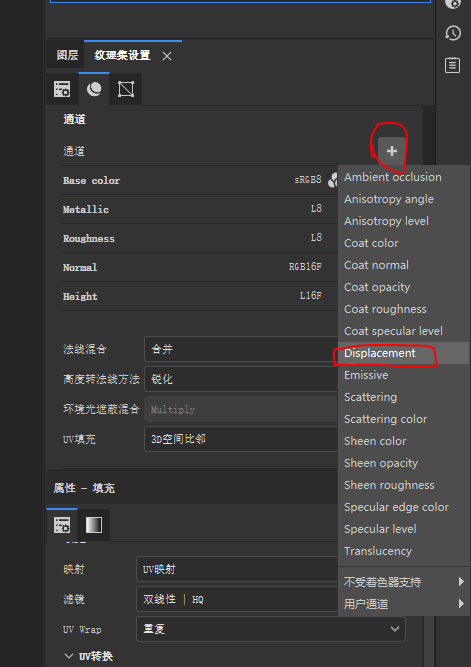 图层 纹理集设置
通道
通道
Base color sRGB8
Metallic L8
Roughness L8
Normal RGB16F
Height L16F
法线混合 合并
高度转法线方法 锐化
环境光遮蔽混合 Multiply
UV填充 3D空间比邻
Ambient occlusion
Anisotropy angle
Anisotropy level
Coat color
Coat normal
Coat opacity
Coat roughness
Coat specular level
Displacement
Emissive
Scattering
Scattering color
Sheen color
Sheen opacity
Sheen roughness
Specular edge color
Specular level
Translucency
不受着色器支持
用户通道
属性 - 填充
映射 UV映射
滤镜 双线性 | HQ
UV Wrap 重复
UV转换